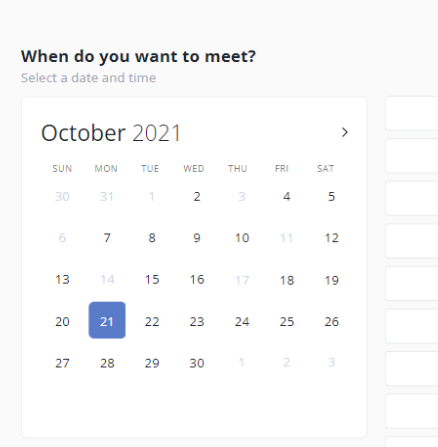 When do you want to meet?
Select a date and time
October 2021
SUN MON TUE WED THU FRI SAT
30 31 1 2 3 4 5
6 7 8 9 10 11 12
13 14 15 16 17 18 19
20 21 22 23 24 25 26
27 28 29 30 1 2 3